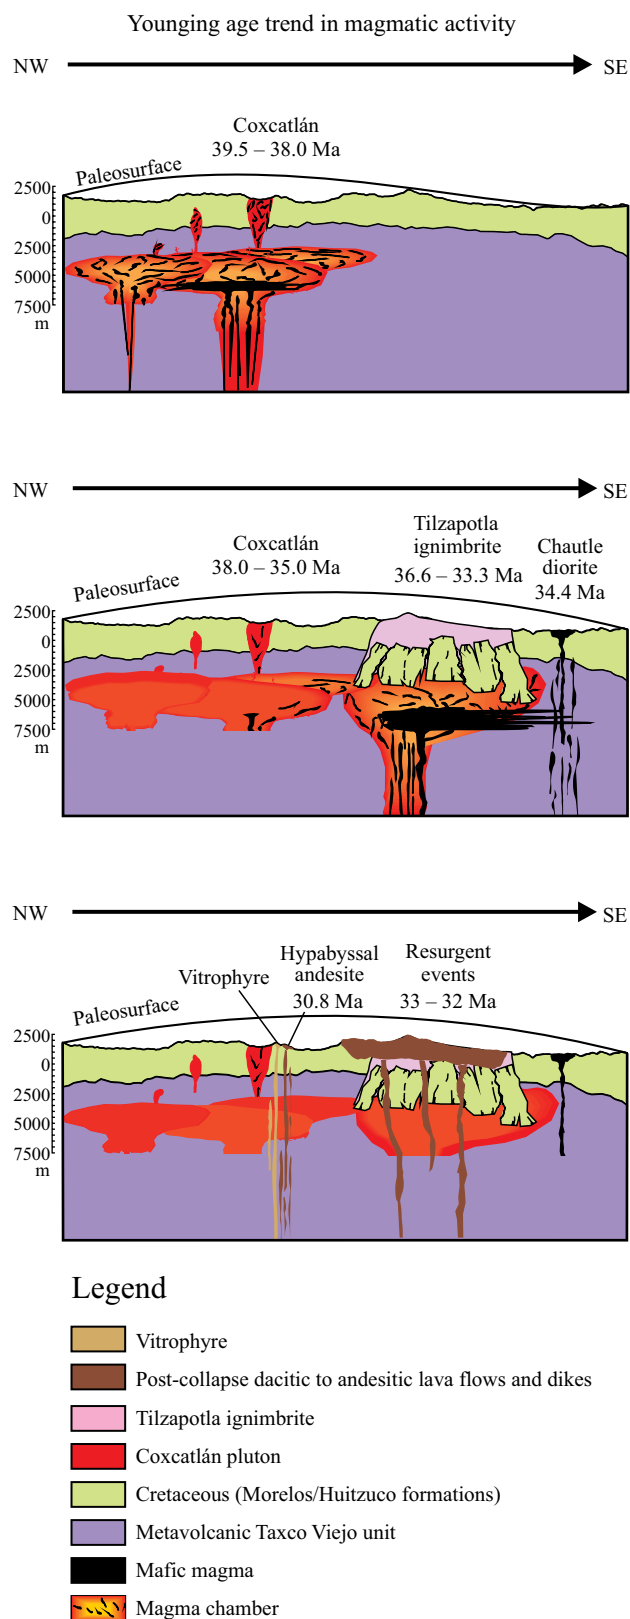 Younging age trend in magmatic activity
NW
SE
Coxcatlán
39.5 – 38.0 Ma
Paleosurface
2500
0
2500
5000
7500
m
NW
SE
Tilzapotla
ignimbrite
36.6 – 33.3 Ma
Coxcatlán
38.0 – 35.0 Ma
Chautle
diorite
34.4 Ma
Paleosurface
2500
0
2500
5000
7500
m
NW
SE
Vitrophyre
Hypabyssal
andesite
30.8 Ma
Resurgent
events
33 – 32 Ma
Paleosurface
2500
0
2500
5000
7500
m
Legend
Vitrophyre
Post-collapse dacitic to andesitic lava flows and dikes
Tilzapotla ignimbrite
Coxcatlán pluton
Cretaceous (Morelos/Huitzuco formations)
Metavolcanic Taxco Viejo unit
Mafic magma
Magma chamber